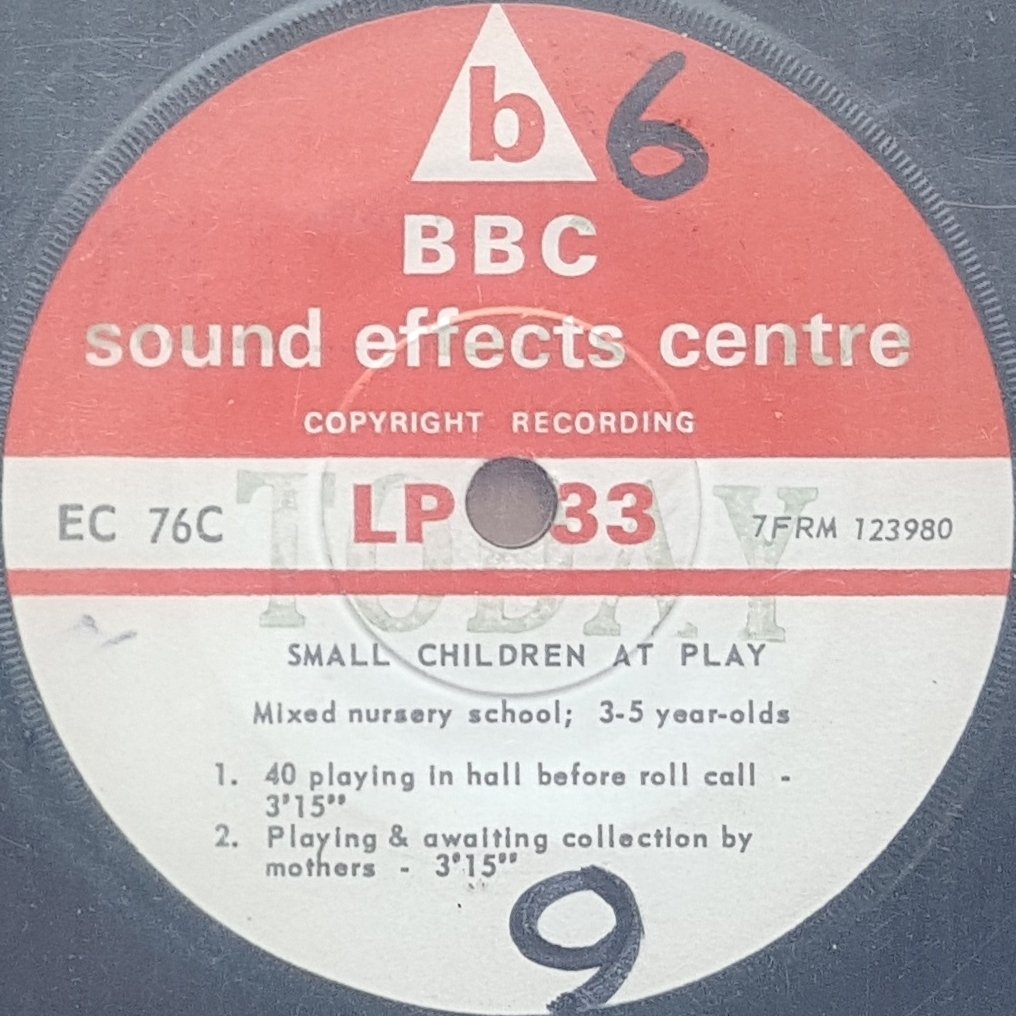 b 6
BBC
sound effects centre
COPYRIGHT RECORDING
EC 76C LP 33 7FRM 123980
TODAY
SMALL CHILDREN AT PLAY
Mixed nursery school; 3-5 year-olds
1. 40 playing in hall before roll call -
3'15"
2. Playing & awaiting collection by
mothers - 3'15"
9